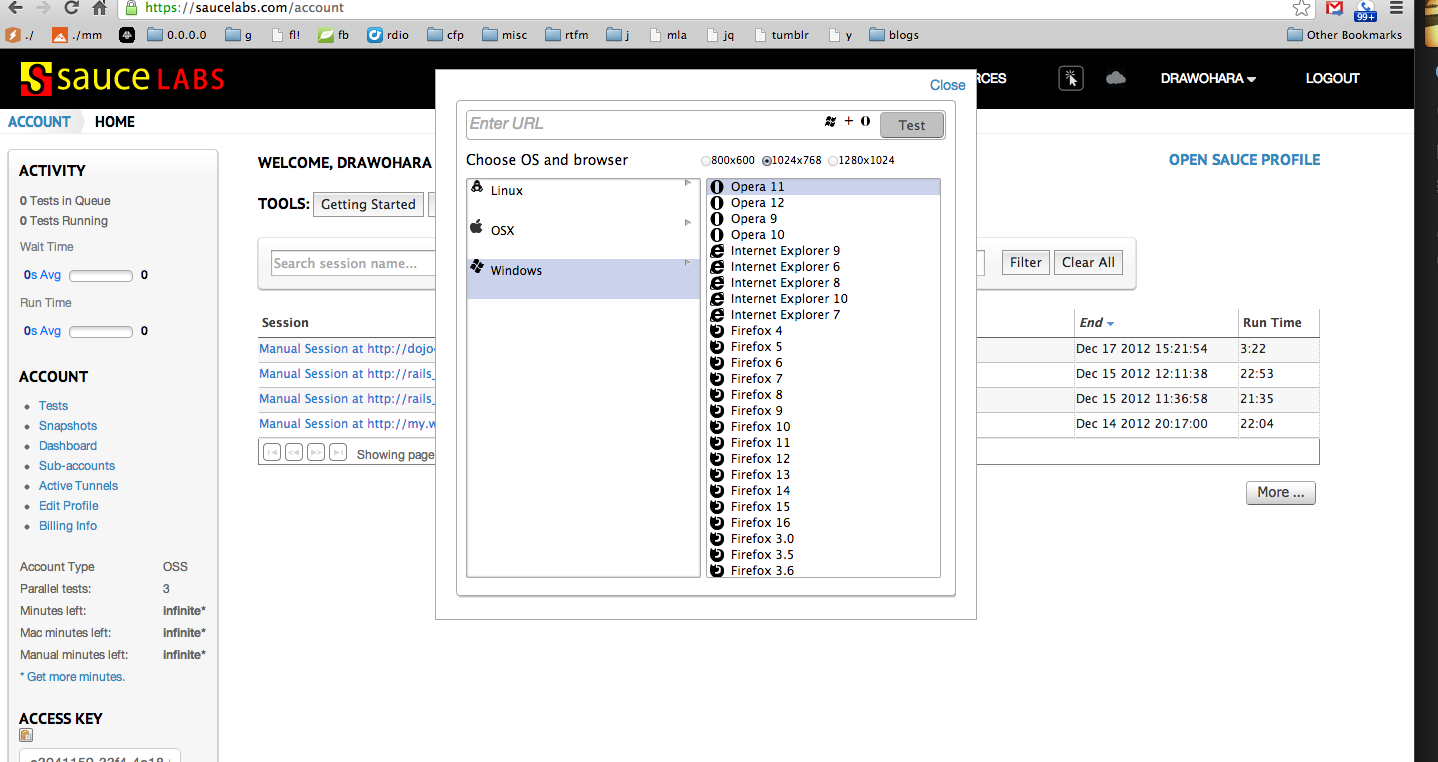 https://saucelabs.com/account
99+
./ ./mm 0.0.0.0 g fl! fb rdio cfp misc rtfm j mla jq tumblr y blogs Other Bookmarks
sauce LABS
RCES DRAWOHARA LOGOUT
ACCOUNT HOME
Close
Enter URL + Test
Choose OS and browser 800x600 1024x768 1280x1024
Linux
OSX
Windows
Opera 11
Opera 12
Opera 9
Opera 10
Internet Explorer 9
Internet Explorer 6
Internet Explorer 8
Internet Explorer 10
Internet Explorer 7
Firefox 4
Firefox 5
Firefox 6
Firefox 7
Firefox 8
Firefox 9
Firefox 10
Firefox 11
Firefox 12
Firefox 13
Firefox 14
Firefox 15
Firefox 16
Firefox 3.0
Firefox 3.5
Firefox 3.6
ACTIVITY
0 Tests in Queue
0 Tests Running
Wait Time
0s Avg 0
Run Time
0s Avg 0
ACCOUNT
Tests
Snapshots
Dashboard
Sub-accounts
Active Tunnels
Edit Profile
Billing Info
Account Type OSS
Parallel tests: 3
Minutes left: infinite*
Mac minutes left: infinite*
Manual minutes left: infinite*
* Get more minutes.
ACCESS KEY
WELCOME, DRAWOHARA
OPEN SAUCE PROFILE
TOOLS: Getting Started
Search session name... Filter Clear All
Session End Run Time
Manual Session at http://dojo Dec 17 2012 15:21:54 3:22
Manual Session at http://rails_ Dec 15 2012 12:11:38 22:53
Manual Session at http://rails_ Dec 15 2012 11:36:58 21:35
Manual Session at http://my.w Dec 14 2012 20:17:00 22:04
Showing page
More ...